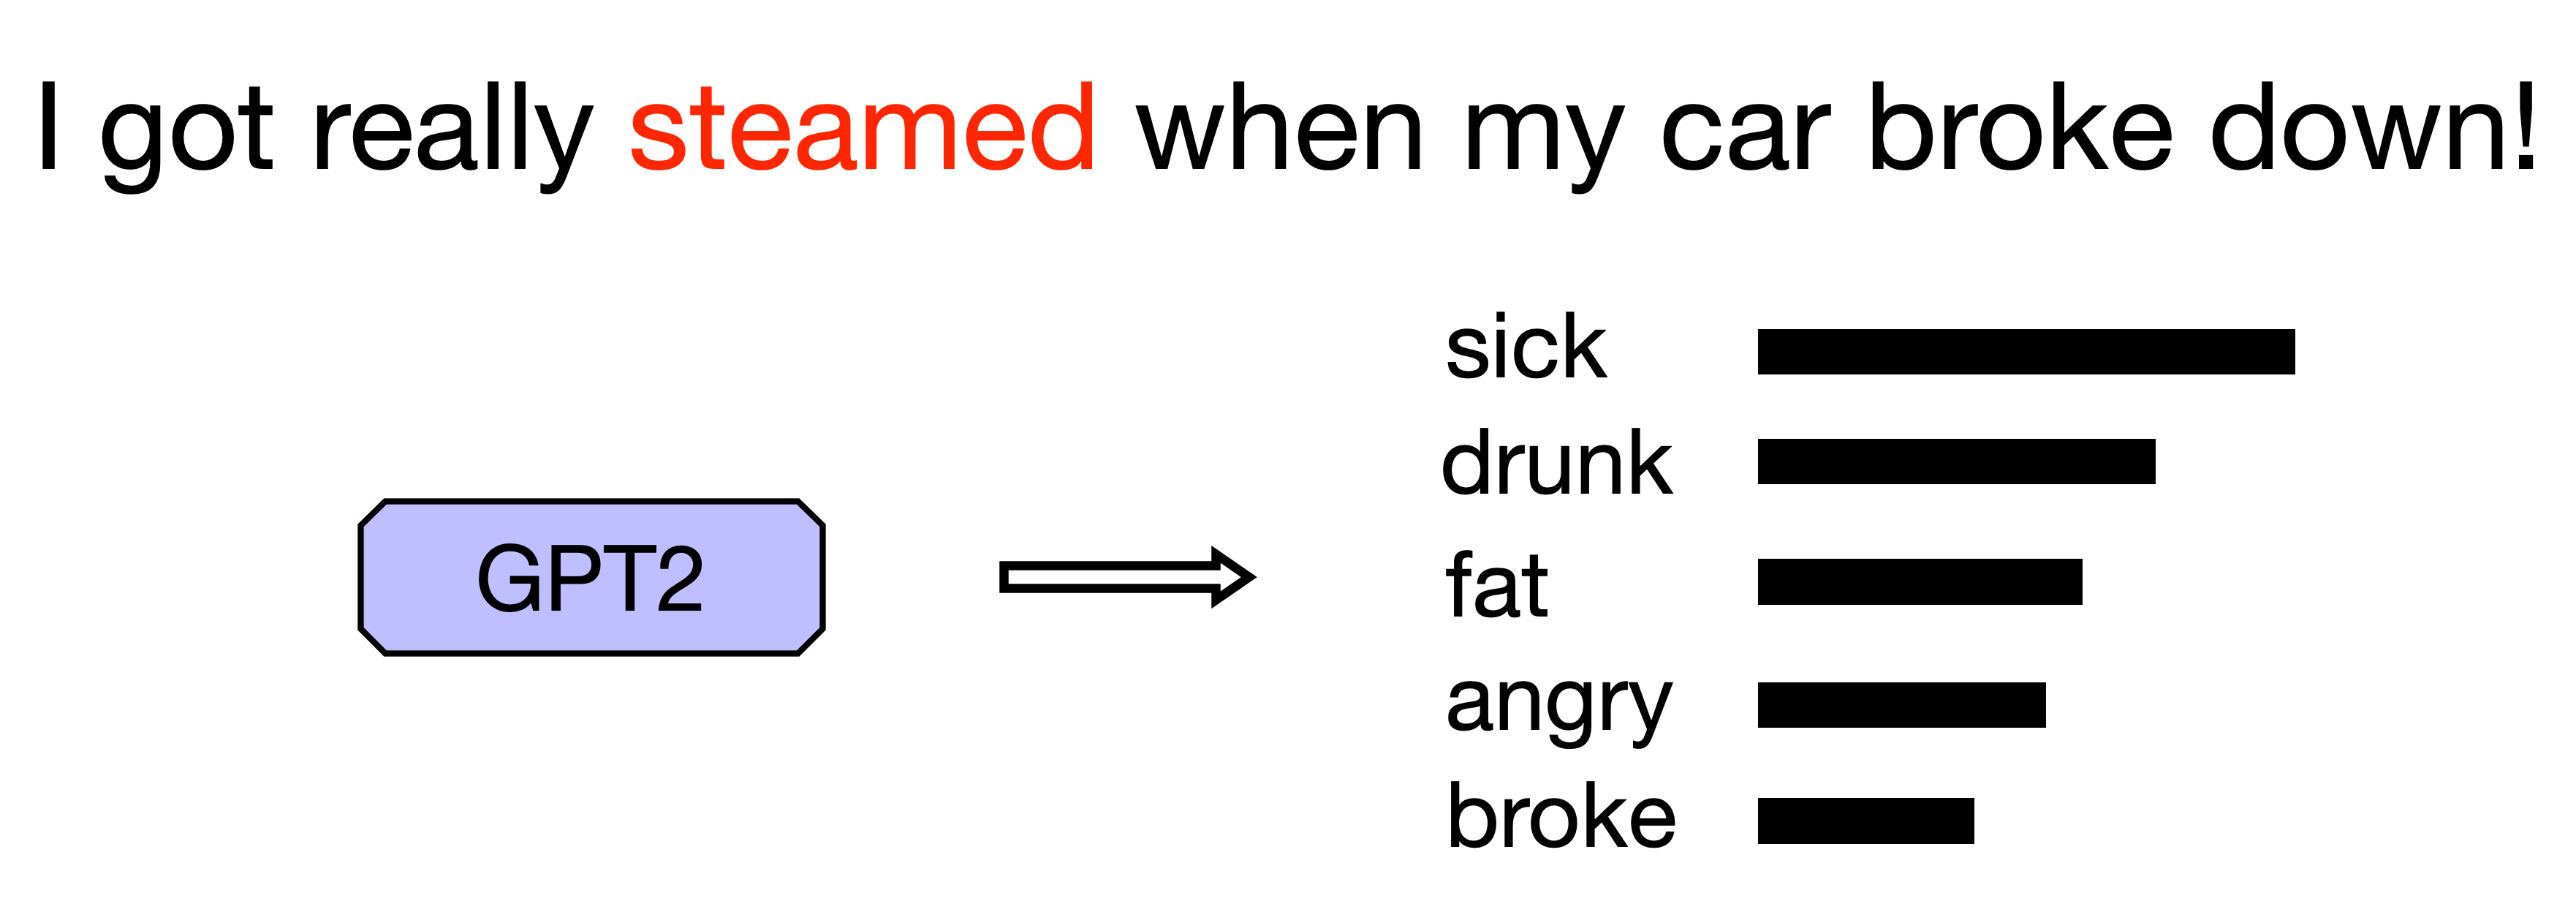 I got really steamed when my car broke down!
GPT2
sick
drunk
fat
angry
broke